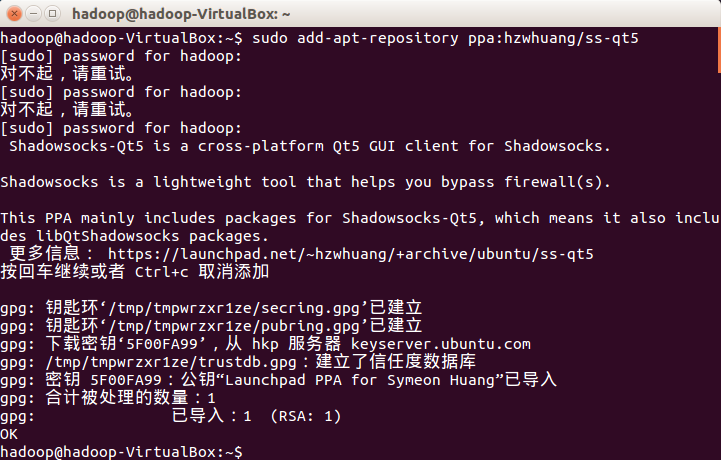 hadoop@hadoop-VirtualBox: ~
hadoop@hadoop-VirtualBox:~$ sudo add-apt-repository ppa:hzwhuang/ss-qt5
[sudo] password for hadoop:
对不起，请重试。
[sudo] password for hadoop:
对不起，请重试。
[sudo] password for hadoop:
Shadowsocks-Qt5 is a cross-platform Qt5 GUI client for Shadowsocks.
Shadowsocks is a lightweight tool that helps you bypass firewall(s).
This PPA mainly includes packages for Shadowsocks-Qt5, which means it also inclu
des libQtShadowsocks packages.
更多信息： https://launchpad.net/~hzwhuang/+archive/ubuntu/ss-qt5
按回车继续或者 Ctrl+c 取消添加
gpg: 钥匙环‘/tmp/tmpwrzxr1ze/secring.gpg’已建立
gpg: 钥匙环‘/tmp/tmpwrzxr1ze/pubring.gpg’已建立
gpg: 下载密钥‘5F00FA99’，从 hkp 服务器 keyserver.ubuntu.com
gpg: /tmp/tmpwrzxr1ze/trustdb.gpg：建立了信任度数据库
gpg: 密钥 5F00FA99：公钥“Launchpad PPA for Symeon Huang”已导入
gpg: 合计被处理的数量：1
gpg:               已导入：1  (RSA: 1)
OK
hadoop@hadoop-VirtualBox:~$